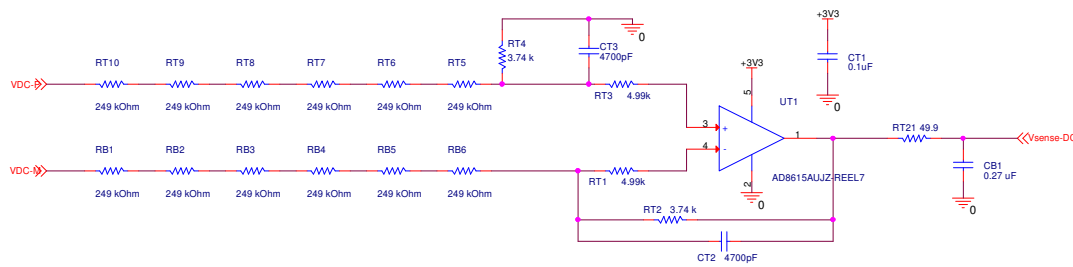 +3V3
0
RT4
3.74 k
CT3
4700pF
CT1
0.1uF
0
RT10
RT9
RT8
RT7
RT6
RT5
+3V3
VDC-P
249 kOhm
249 kOhm
249 kOhm
249 kOhm
249 kOhm
249 kOhm
RT3
4.99k
5
UT1
3
+
1
RT21 49.9
Vsense-DC
RB1
RB2
RB3
RB4
RB5
RB6
4
-
VDC-M
249 kOhm
249 kOhm
249 kOhm
249 kOhm
249 kOhm
249 kOhm
RT1
4.99k
2
AD8615AUJZ-REEL7
CB1
0.27 uF
0
0
RT2 3.74 k
CT2 4700pF